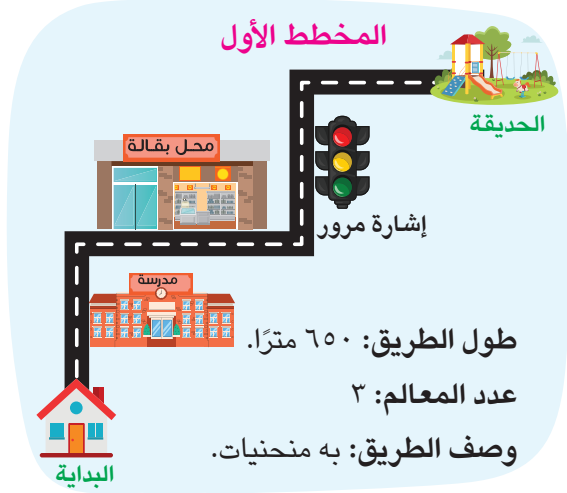 المخطط الأول
الحديقة
محل بقالة
إشارة مرور
مدرسة
طول الطريق: ٦٥٠ مترًا.
عدد المعالم: ٣
وصف الطريق: به منحنيات.
البداية